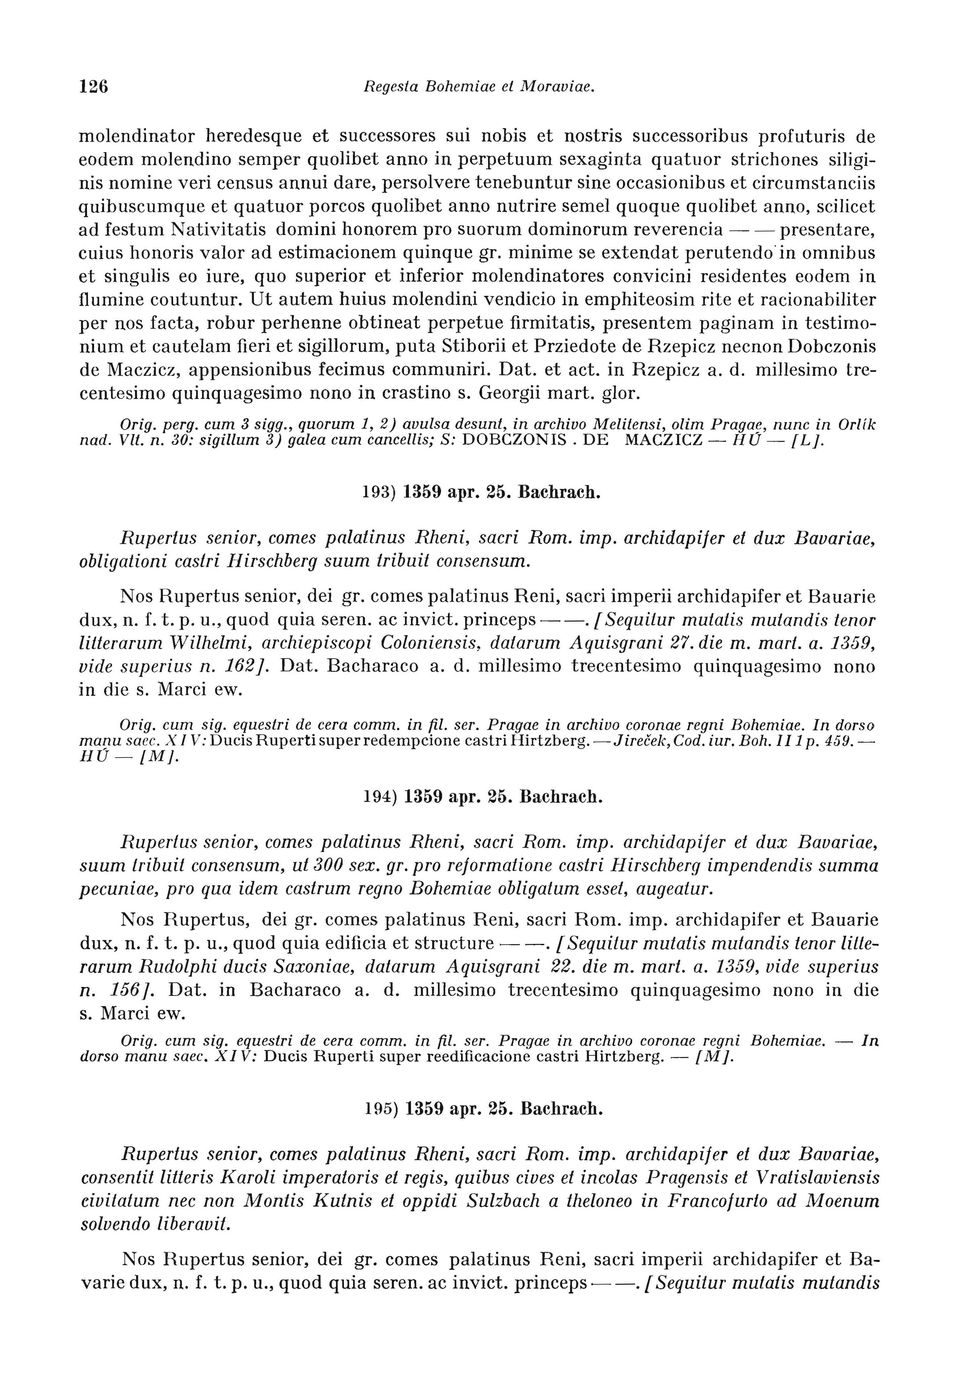 126 Regesta Bohemiae et Moraviae.
molendinator heredesque et successores sui nobis et nostris successoribus profuturis de
eodem molendino semper quolibet anno in perpetuum sexaginta quatuor strichones siligi-
nis nomine veri census annui dare, persolvere tenebuntur sine occasionibus et circumstanciis
quibuscumque et quatuor porcos quolibet anno nutrire semel quoque quolibet anno, scilicet
ad festum Nativitatis domini honorem pro suorum dominorum reverencia — — presentare,
cuius honoris valor ad estimacionem quinque gr. minime se extendat perutendo in omnibus
et singulis eo iure, quo superior et inferior molendinatores convicini residentes eodem in
flumine coutuntur. Ut autem huius molendini vendicio in emphiteosim rite et racionabiliter
per nos facta, robur perhenne obtineat perpetue firmitatis, presentem paginam in testimo-
nium et cautelam fieri et sigillorum, puta Stiborii et Prziedote de Rzepicz necnon Dobczonis
de Maczicz, appensionibus fecimus communiri. Dat. et act. in Rzepicz a. d. millesimo tre-
centesimo quinquagesimo nono in crastino s. Georgii mart. glor.
Orig. perg. cum 3 sigg., quorum 1, 2) avulsa desunt, in archivo Melitensi, olim Pragae, nunc in Orlík
nad. Vlt. n. 30: sigillum 3) galea cum cancellis; S: DOBCZONIS . DE MACZICZ — HÚ — [L].
193) 1359 apr. 25. Bachrach.
Rupertus senior, comes palatinus Rheni, sacri Rom. imp. archidapifer et dux Bavariae,
obligationi castri Hirschberg suum tribuit consensum.
Nos Rupertus senior, dei gr. comes palatinus Reni, sacri imperii archidapifer et Bauarie
dux, n. f. t. p. u., quod quia seren. ac invict. princeps — —. [Sequitur mutatis mutandis tenor
litterarum Wilhelmi, archiepiscopi Coloniensis, datarum Aquisgrani 27. die m. mart. a. 1359,
vide superius n. 162]. Dat. Bacharaco a. d. millesimo trecentesimo quinquagesimo nono
in die s. Marci ew.
Orig. cum sig. equestri de cera comm. in fil. ser. Pragae in archivo coronae regni Bohemiae. In dorso
manu saec. XIV: Ducis Ruperti super redempcione castri Hirtzberg. — Jireček, Cod. iur. Boh. II 1 p. 459. —
HÚ — [M].
194) 1359 apr. 25. Bachrach.
Rupertus senior, comes palatinus Rheni, sacri Rom. imp. archidapifer et dux Bavariae,
suum tribuit consensum, ut 300 sex. gr. pro reformatione castri Hirschberg impendendis summa
pecuniae, pro qua idem castrum regno Bohemiae obligatum esset, augeatur.
Nos Rupertus, dei gr. comes palatinus Reni, sacri Rom. imp. archidapifer et Bauarie
dux, n. f. t. p. u., quod quia edificia et structure — —. [Sequitur mutatis mutandis tenor litte-
rarum Rudolphi ducis Saxoniae, datarum Aquisgrani 22. die m. mart. a. 1359, vide superius
n. 156]. Dat. in Bacharaco a. d. millesimo trecentesimo quinquagesimo nono in die
s. Marci ew.
Orig. cum sig. equestri de cera comm. in fil. ser. Pragae in archivo coronae regni Bohemiae. — In
dorso manu saec. XIV: Ducis Ruperti super reedificacione castri Hirtzberg. — [M].
195) 1359 apr. 25. Bachrach.
Rupertus senior, comes palatinus Rheni, sacri Rom. imp. archidapifer et dux Bavariae,
consentit litteris Karoli imperatoris et regis, quibus cives et incolas Pragensis et Vratislaviensis
civitatum nec non Montis Kutnis et oppidi Sulzbach a theloneo in Francofurto ad Moenum
solvendo liberavit.
Nos Rupertus senior, dei gr. comes palatinus Reni, sacri imperii archidapifer et Ba-
varie dux, n. f. t. p. u., quod quia seren. ac invict. princeps — —. [Sequitur mutatis mutandis